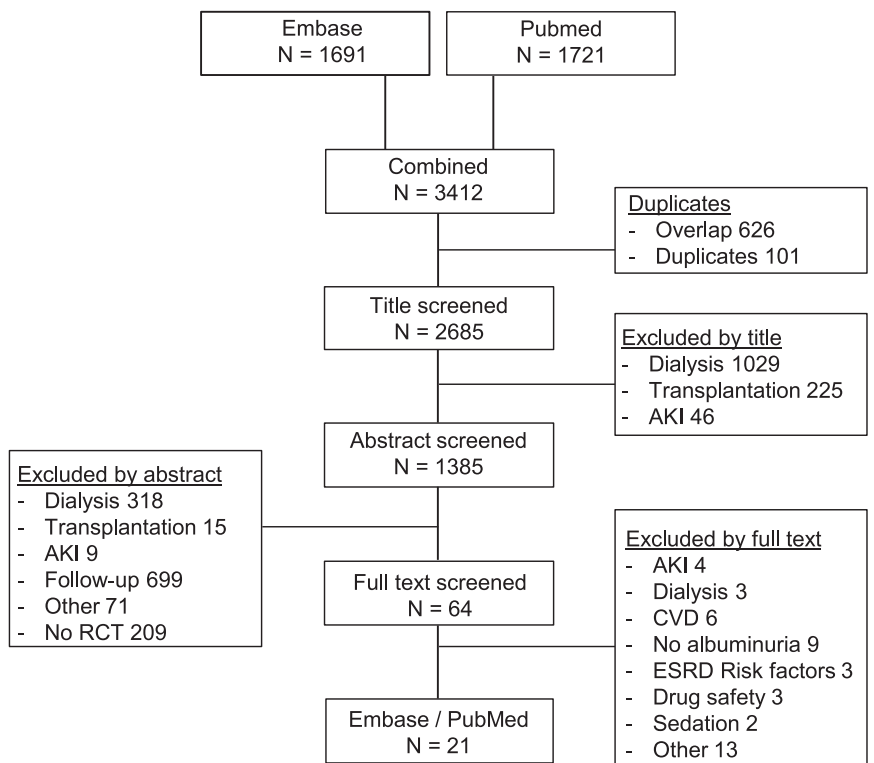 Embase
N = 1691
Pubmed
N = 1721
Combined
N = 3412
Duplicates
- Overlap 626
- Duplicates 101
Title screened
N = 2685
Excluded by title
- Dialysis 1029
- Transplantation 225
- AKI 46
Abstract screened
N = 1385
Excluded by abstract
- Dialysis 318
- Transplantation 15
- AKI 9
- Follow-up 699
- Other 71
- No RCT 209
Full text screened
N = 64
Excluded by full text
- AKI 4
- Dialysis 3
- CVD 6
- No albuminuria 9
- ESRD Risk factors 3
- Drug safety 3
- Sedation 2
- Other 13
Embase / PubMed
N = 21